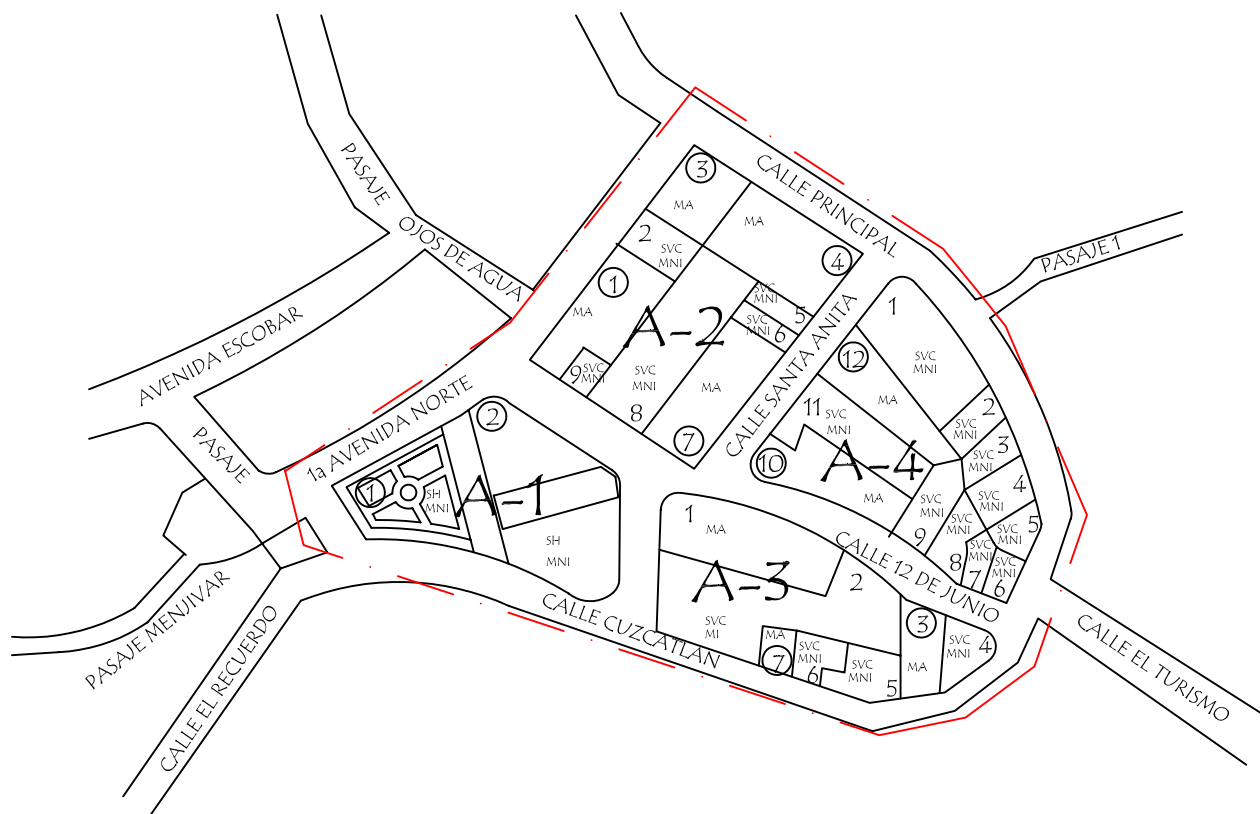 PASAJE
OJOS DE AGUA
CALLE PRINCIPAL
PASAJE 1
AVENIDA ESCOBAR
1a AVENIDA NORTE
PASAJE
CALLE SANTA ANITA
PASAJE MENJIVAR
CALLE EL RECUERDO
CALLE CUZCATLAN
CALLE 12 DE JUNIO
CALLE EL TURISMO
A-2
3
MA
MA
2
SVC
MNI
4
1
MA
SVC
MNI
5
SVC
MNI
6
9
SVC
MNI
SVC
MNI
8
MA
7
A-1
2
1
SH
MNI
SH
MNI
A-4
1
SVC
MNI
12
MA
2
SVC
MNI
11
SVC
MNI
3
SVC
MNI
10
MA
4
SVC
MNI
SVC
MNI
9
5
SVC
MNI
SVC
MNI
8
SVC
MNI
7
SVC
MNI
6
A-3
1
MA
2
SVC
MI
3
MA
SVC
MNI
4
MA
7
SVC
MNI
6
SVC
MNI
5